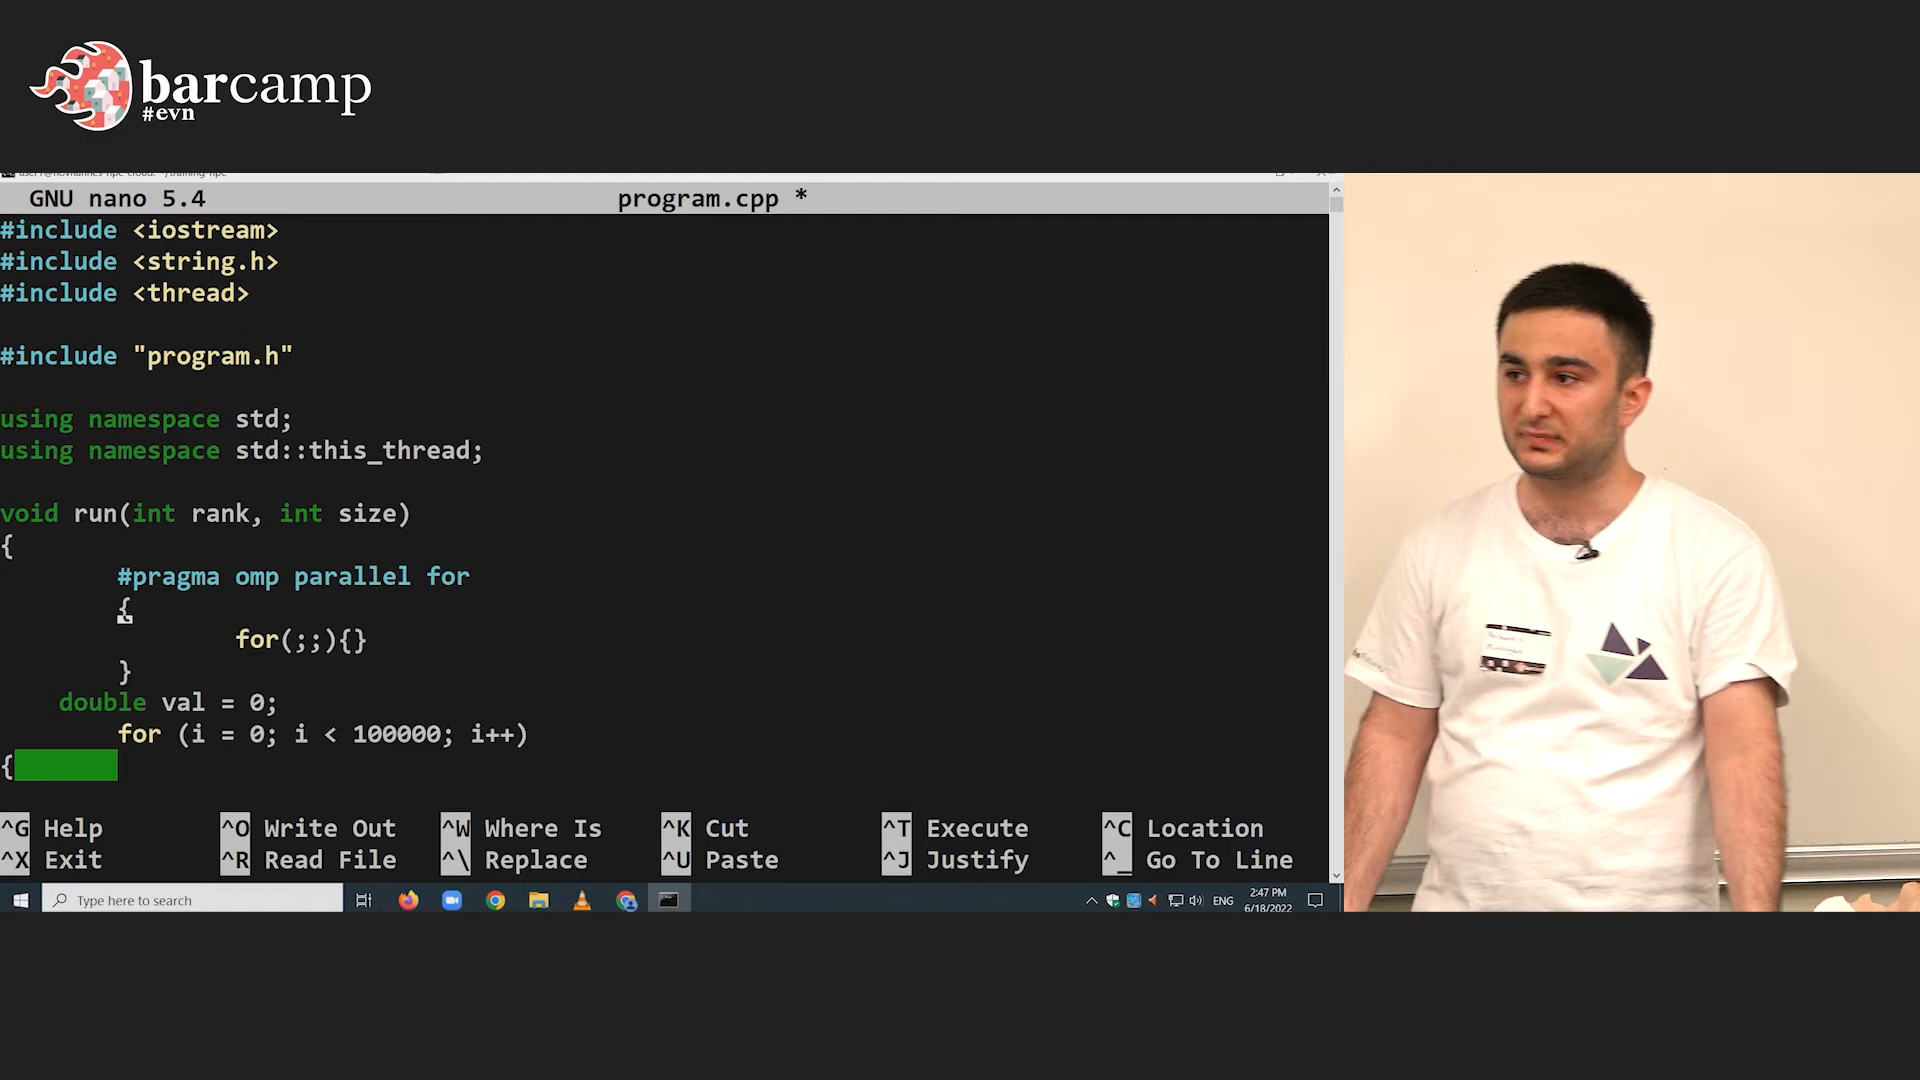 barcamp
#evn
GNU nano 5.4 program.cpp *
#include <iostream>
#include <string.h>
#include <thread>
#include "program.h"
using namespace std;
using namespace std::this_thread;
void run(int rank, int size)
{
#pragma omp parallel for
{
for(;;){}
}
double val = 0;
for (i = 0; i < 100000; i++)
{
^G Help ^O Write Out ^W Where Is ^K Cut ^T Execute ^C Location
^X Exit ^R Read File ^\ Replace ^U Paste ^J Justify ^_ Go To Line
Type here to search
ENG
2:47 PM
6/18/2022